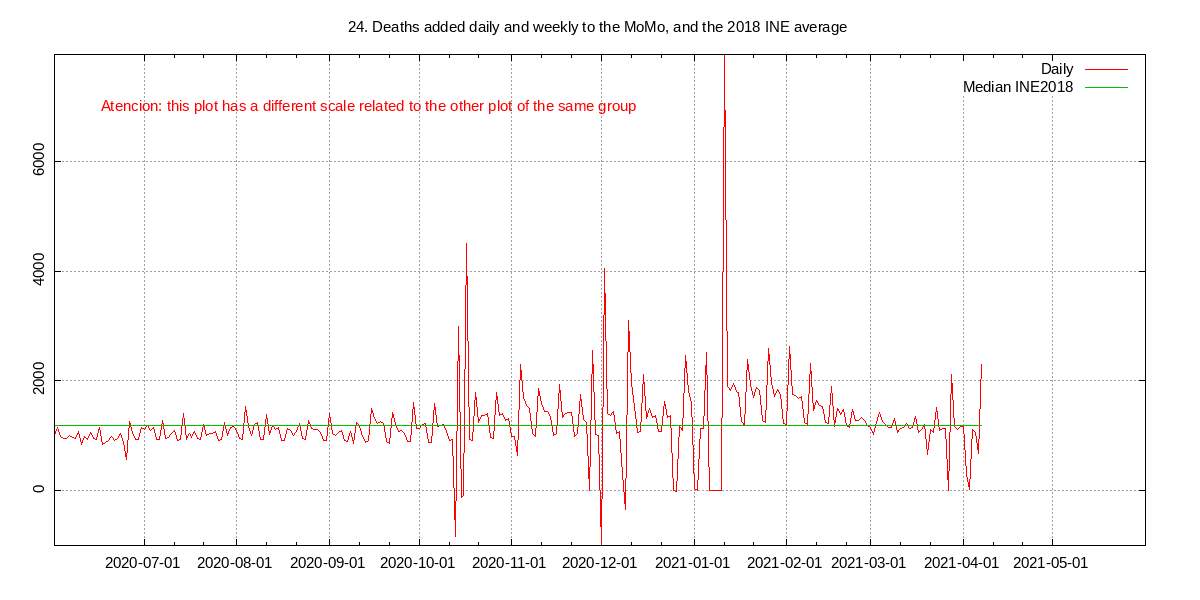 24. Deaths added daily and weekly to the MoMo, and the 2018 INE average
Daily
Median INE2018
Atencion: this plot has a different scale related to the other plot of the same group
6000
4000
2000
0
2020-07-01 2020-08-01 2020-09-01 2020-10-01 2020-11-01 2020-12-01 2021-01-01 2021-02-01 2021-03-01 2021-04-01 2021-05-01